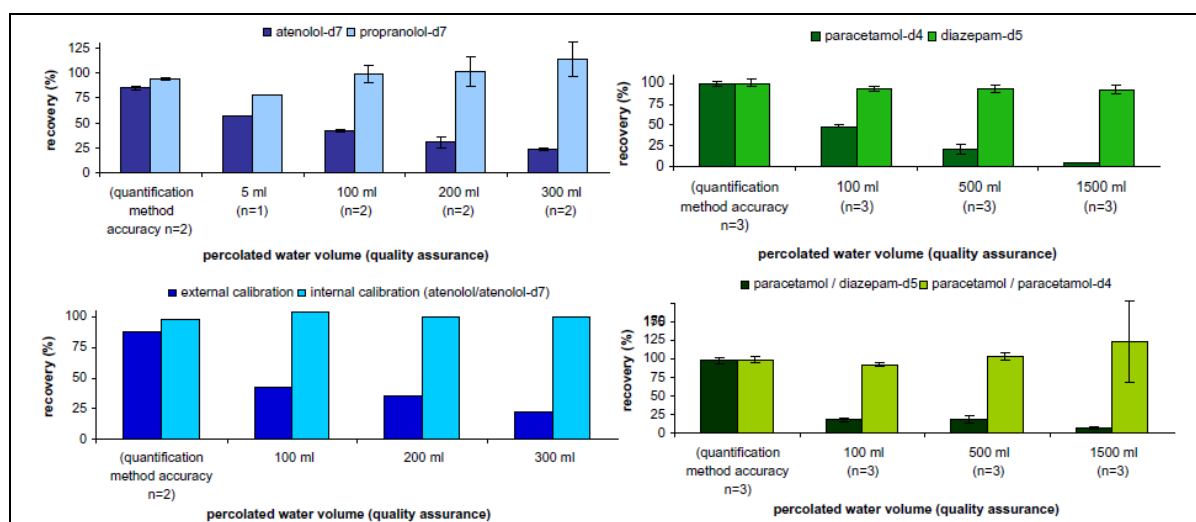 atenolol-d7 propranolol-d7
recovery (%)
125
100
75
50
25
0
(quantification method accuracy n=2)
5 ml (n=1)
100 ml (n=2)
200 ml (n=2)
300 ml (n=2)
percolated water volume (quality assurance)
paracetamol-d4 diazepam-d5
recovery (%)
100
75
50
25
0
(quantification method accuracy n=3)
100 ml (n=3)
500 ml (n=3)
1500 ml (n=3)
percolated water volume (quality assurance)
external calibration internal calibration (atenolol/atenolol-d7)
recovery (%)
100
75
50
25
0
(quantification method accuracy n=2)
100 ml
200 ml
300 ml
percolated water volume (quality assurance)
paracetamol / diazepam-d5 paracetamol / paracetamol-d4
recovery (%)
125
100
75
50
25
0
(quantification method accuracy n=3)
100 ml (n=3)
500 ml (n=3)
1500 ml (n=3)
percolated water volume (quality assurance)